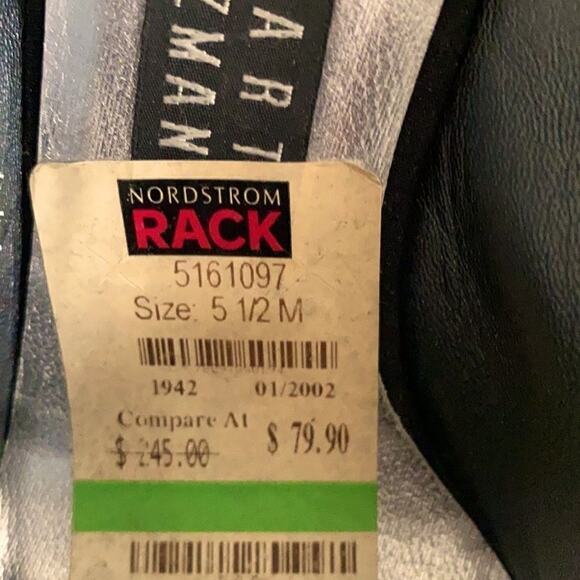 ART
ZMAN
NORDSTROM
RACK
5161097
Size: 5 1/2 M
1942 01/2002
Compare At
$ 245.00 $ 79.90